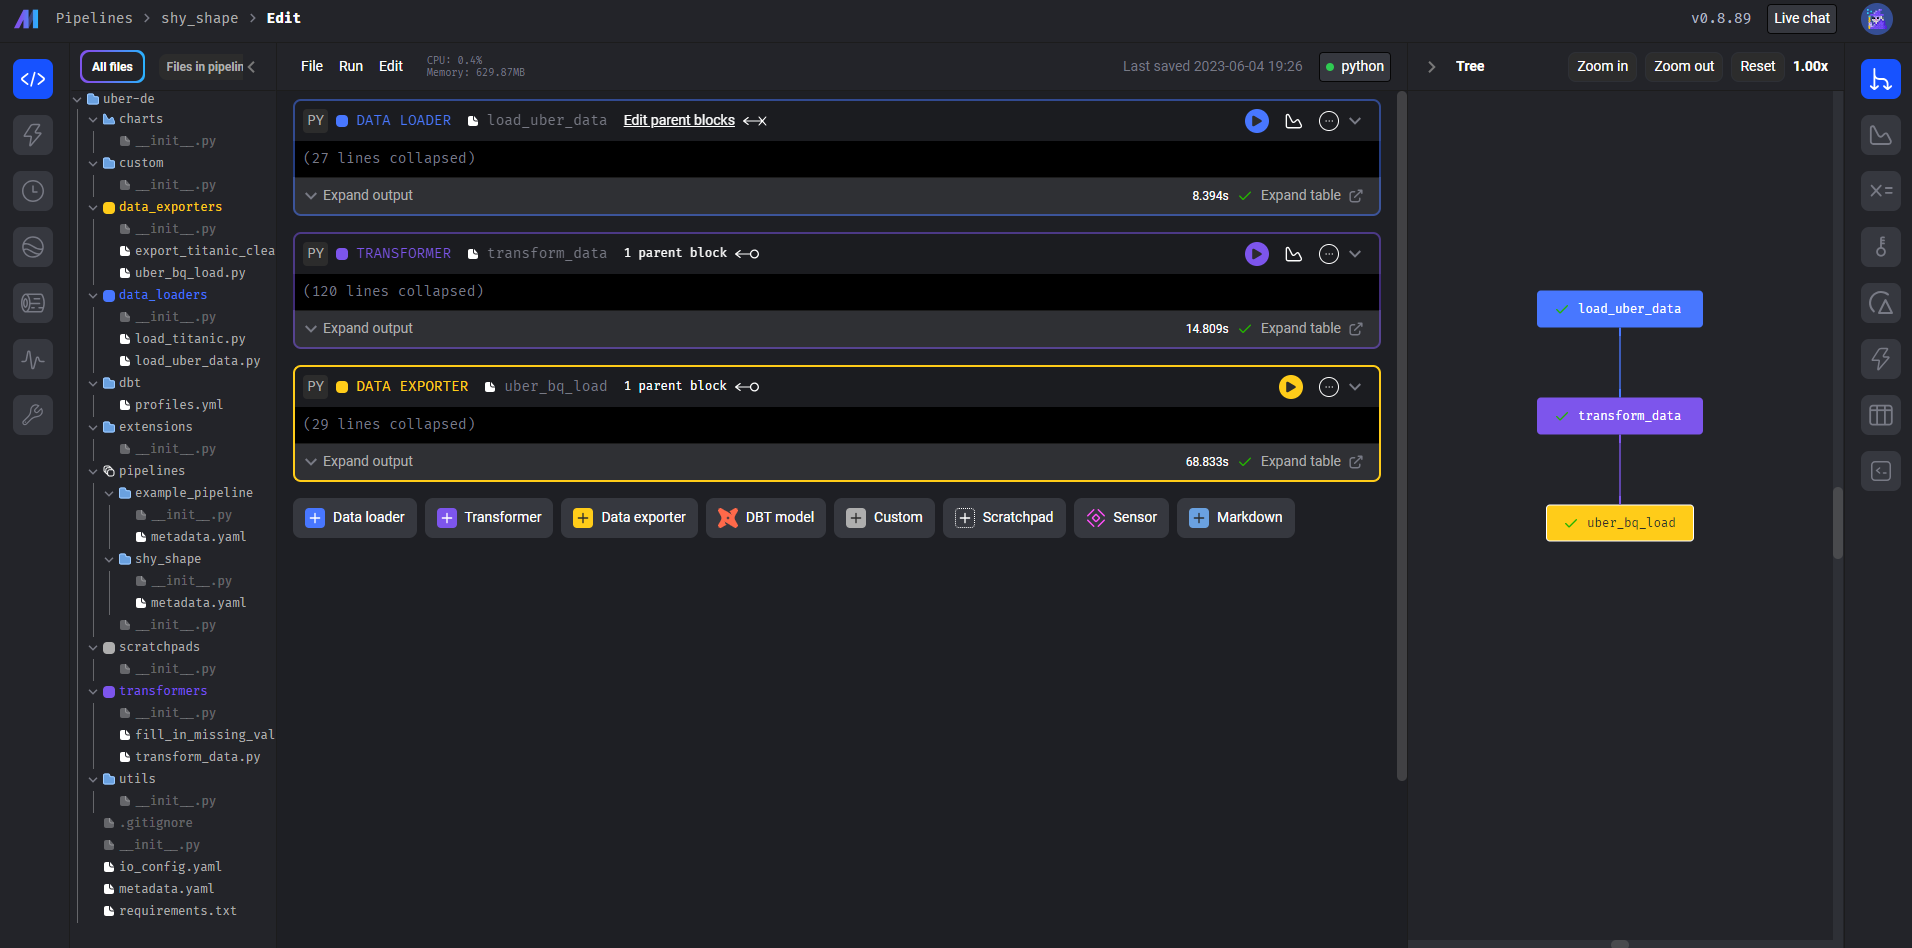 Pipelines > shy_shape > Edit
v0.8.89 Live chat
All files Files in pipelin
File Run Edit CPU: 0.4% Memory: 629.87MB
Last saved 2023-06-04 19:26 python
Tree Zoom in Zoom out Reset 1.00x
uber-de
charts
__init__.py
custom
__init__.py
data_exporters
__init__.py
export_titanic_clea
uber_bq_load.py
data_loaders
__init__.py
load_titanic.py
load_uber_data.py
dbt
profiles.yml
extensions
__init__.py
pipelines
example_pipeline
__init__.py
metadata.yaml
shy_shape
__init__.py
metadata.yaml
__init__.py
scratchpads
__init__.py
transformers
__init__.py
fill_in_missing_val
transform_data.py
utils
__init__.py
.gitignore
__init__.py
io_config.yaml
metadata.yaml
requirements.txt
PY DATA LOADER load_uber_data Edit parent blocks
(27 lines collapsed)
Expand output 8.394s Expand table
PY TRANSFORMER transform_data 1 parent block
(120 lines collapsed)
Expand output 14.809s Expand table
PY DATA EXPORTER uber_bq_load 1 parent block
(29 lines collapsed)
Expand output 68.833s Expand table
Data loader Transformer Data exporter DBT model Custom Scratchpad Sensor Markdown
load_uber_data
transform_data
uber_bq_load